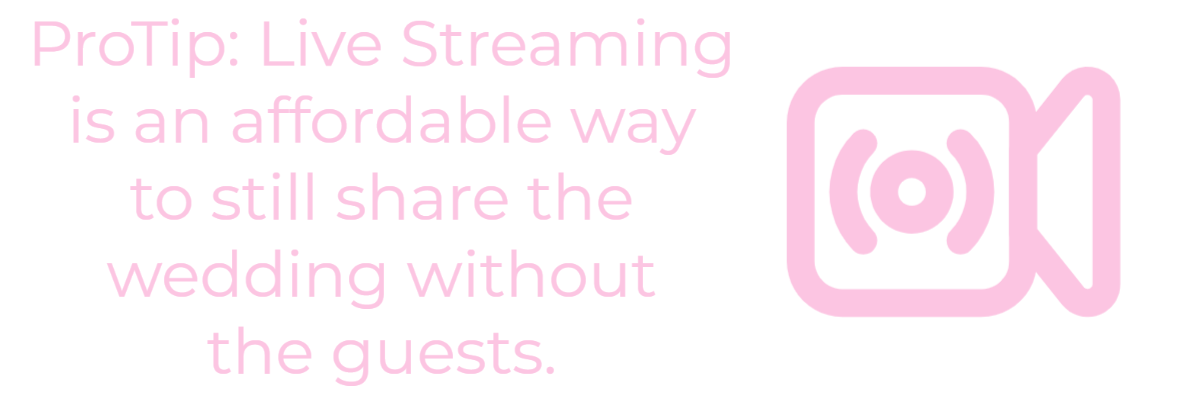 ProTip: Live Streaming
is an affordable way
to still share the
wedding without
the guests.